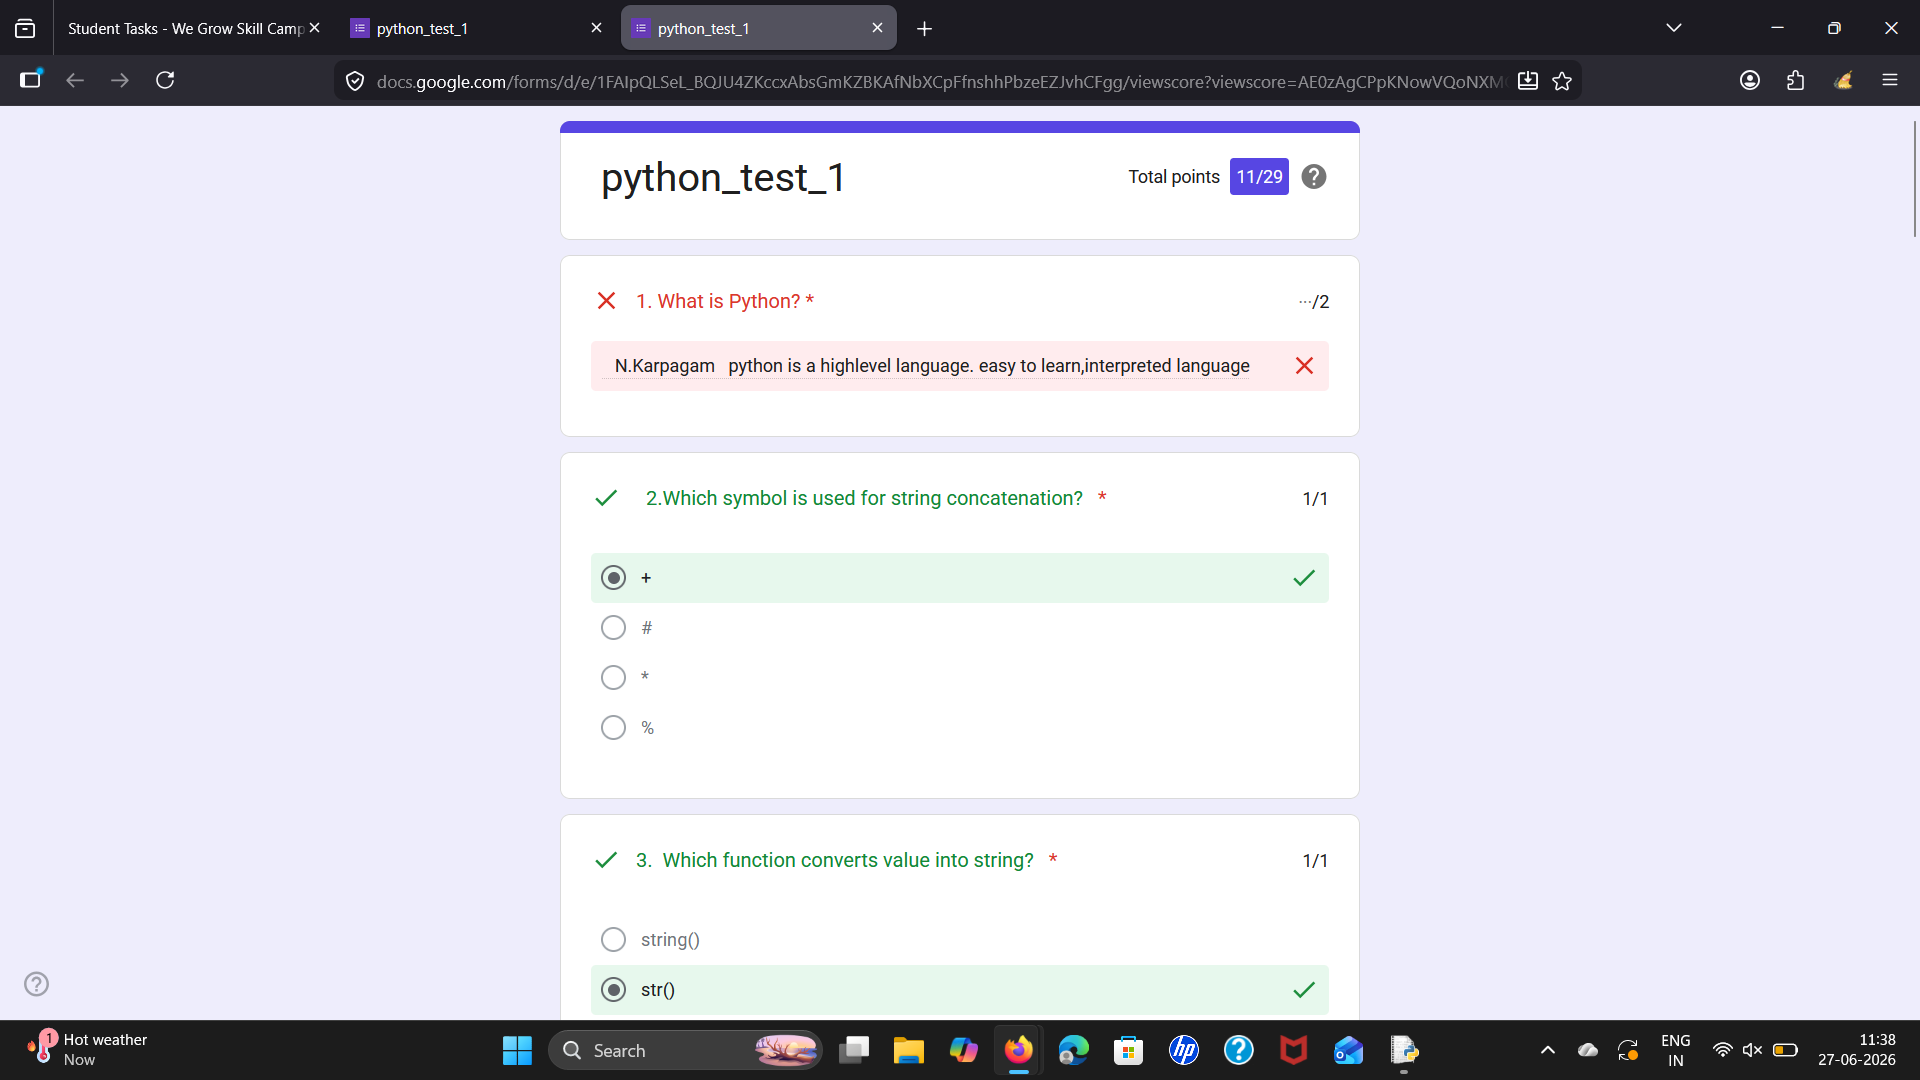 Student Tasks - We Grow Skill Camp
python_test_1
python_test_1
docs.google.com/forms/d/e/1FAIpQLSeL_BQJU4ZKccxAbsGmKZBKAfNbXCpFfnshhPbzeEZJvhCFgg/viewscore?viewscore=AE0zAgCPpKNowVQoNXM
python_test_1
Total points 11/29
1. What is Python? *
···/2
N.Karpagam python is a highlevel language. easy to learn,interpreted language
2.Which symbol is used for string concatenation? *
1/1
+
#
*
%
3. Which function converts value into string? *
1/1
string()
str()
1
Hot weather
Now
Search
hp
ENG
IN
11:38
27-06-2026